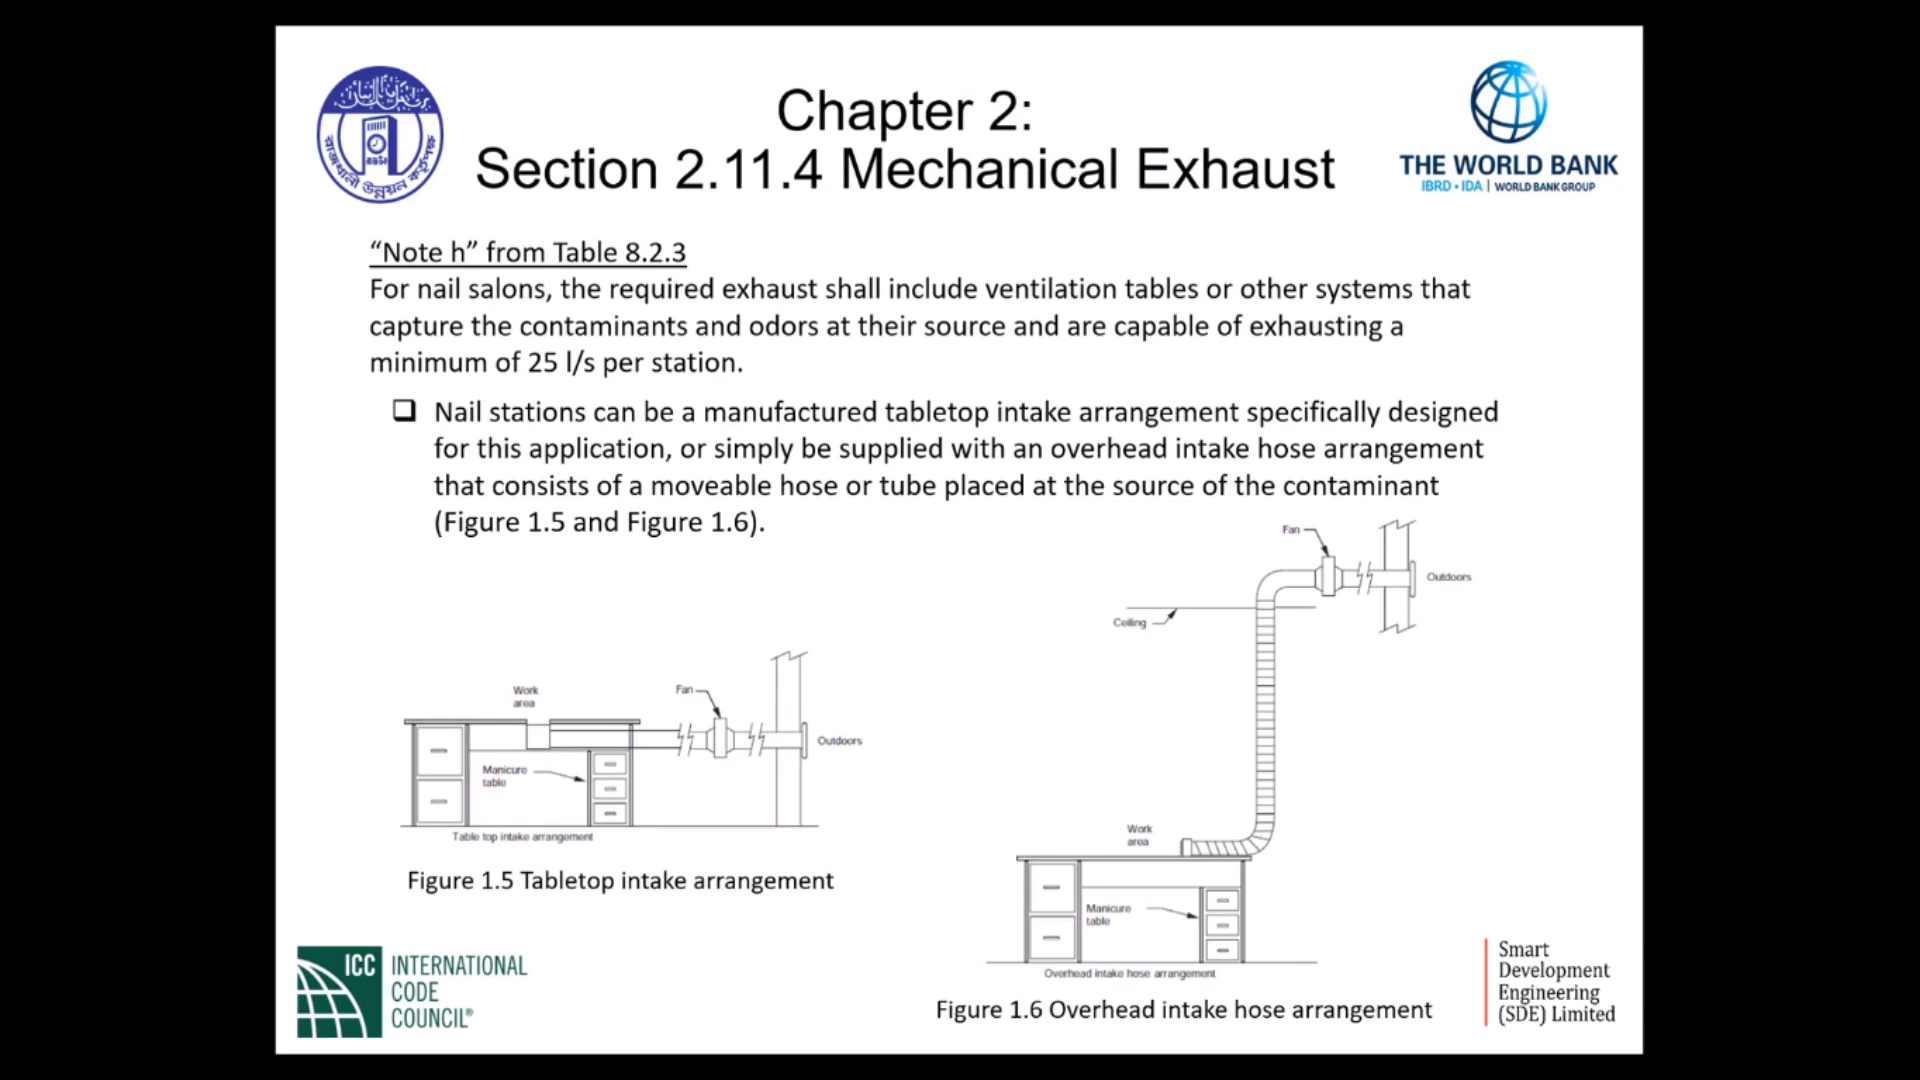 Chapter 2:
Section 2.11.4 Mechanical Exhaust
রাজধানী উন্নয়ন কর্তৃপক্ষ
রাজউক
THE WORLD BANK
IBRD • IDA | WORLD BANK GROUP
“Note h” from Table 8.2.3
For nail salons, the required exhaust shall include ventilation tables or other systems that
capture the contaminants and odors at their source and are capable of exhausting a
minimum of 25 l/s per station.
❑ Nail stations can be a manufactured tabletop intake arrangement specifically designed
for this application, or simply be supplied with an overhead intake hose arrangement
that consists of a moveable hose or tube placed at the source of the contaminant
(Figure 1.5 and Figure 1.6).
Work
area
Fan
Outdoors
Manicure
table
Table top intake arrangement
Figure 1.5 Tabletop intake arrangement
Fan
Outdoors
Ceiling
Work
area
Manicure
table
Overhead intake hose arrangement
Figure 1.6 Overhead intake hose arrangement
ICC
INTERNATIONAL
CODE
COUNCIL®
Smart
Development
Engineering
(SDE) Limited